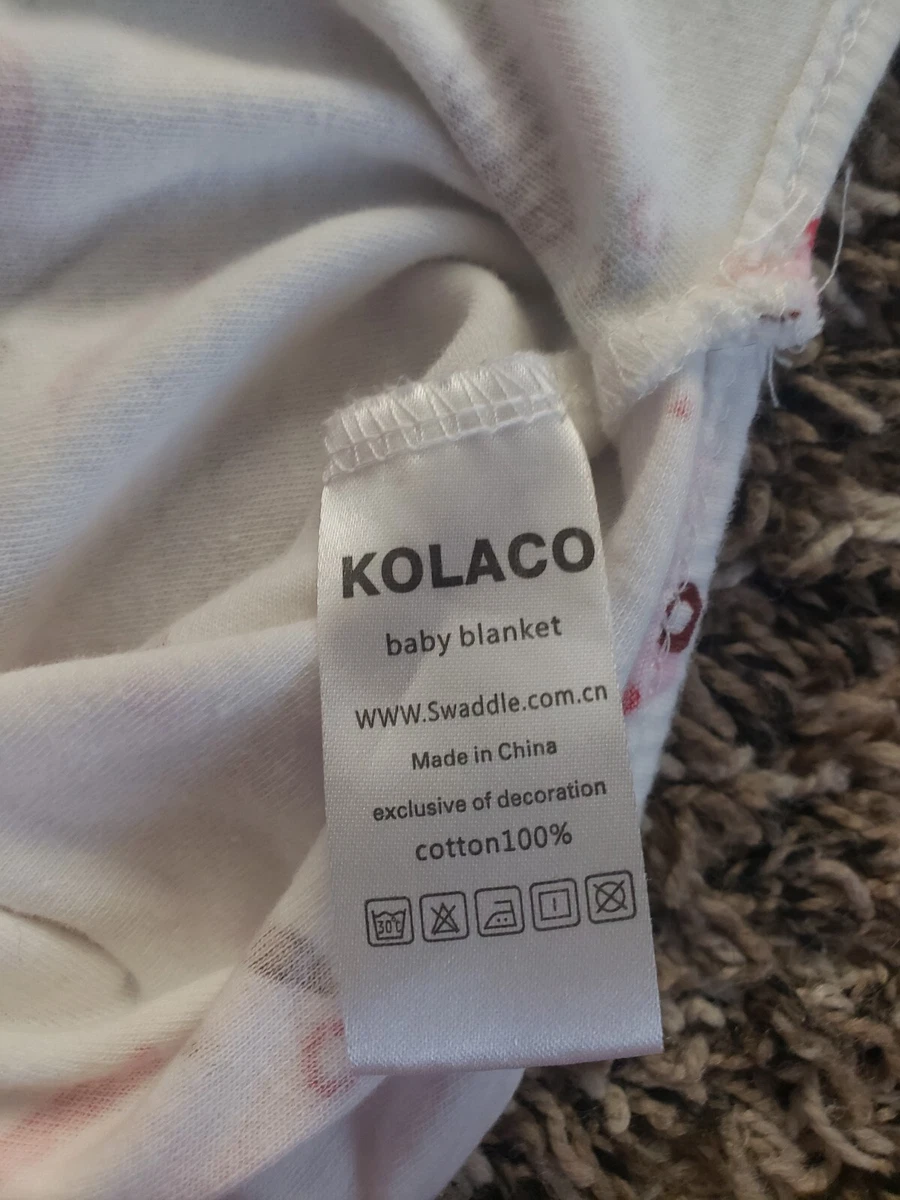 KOLACO
baby blanket
www.Swaddle.com.cn
Made in China
exclusive of decoration
cotton100%
30℃